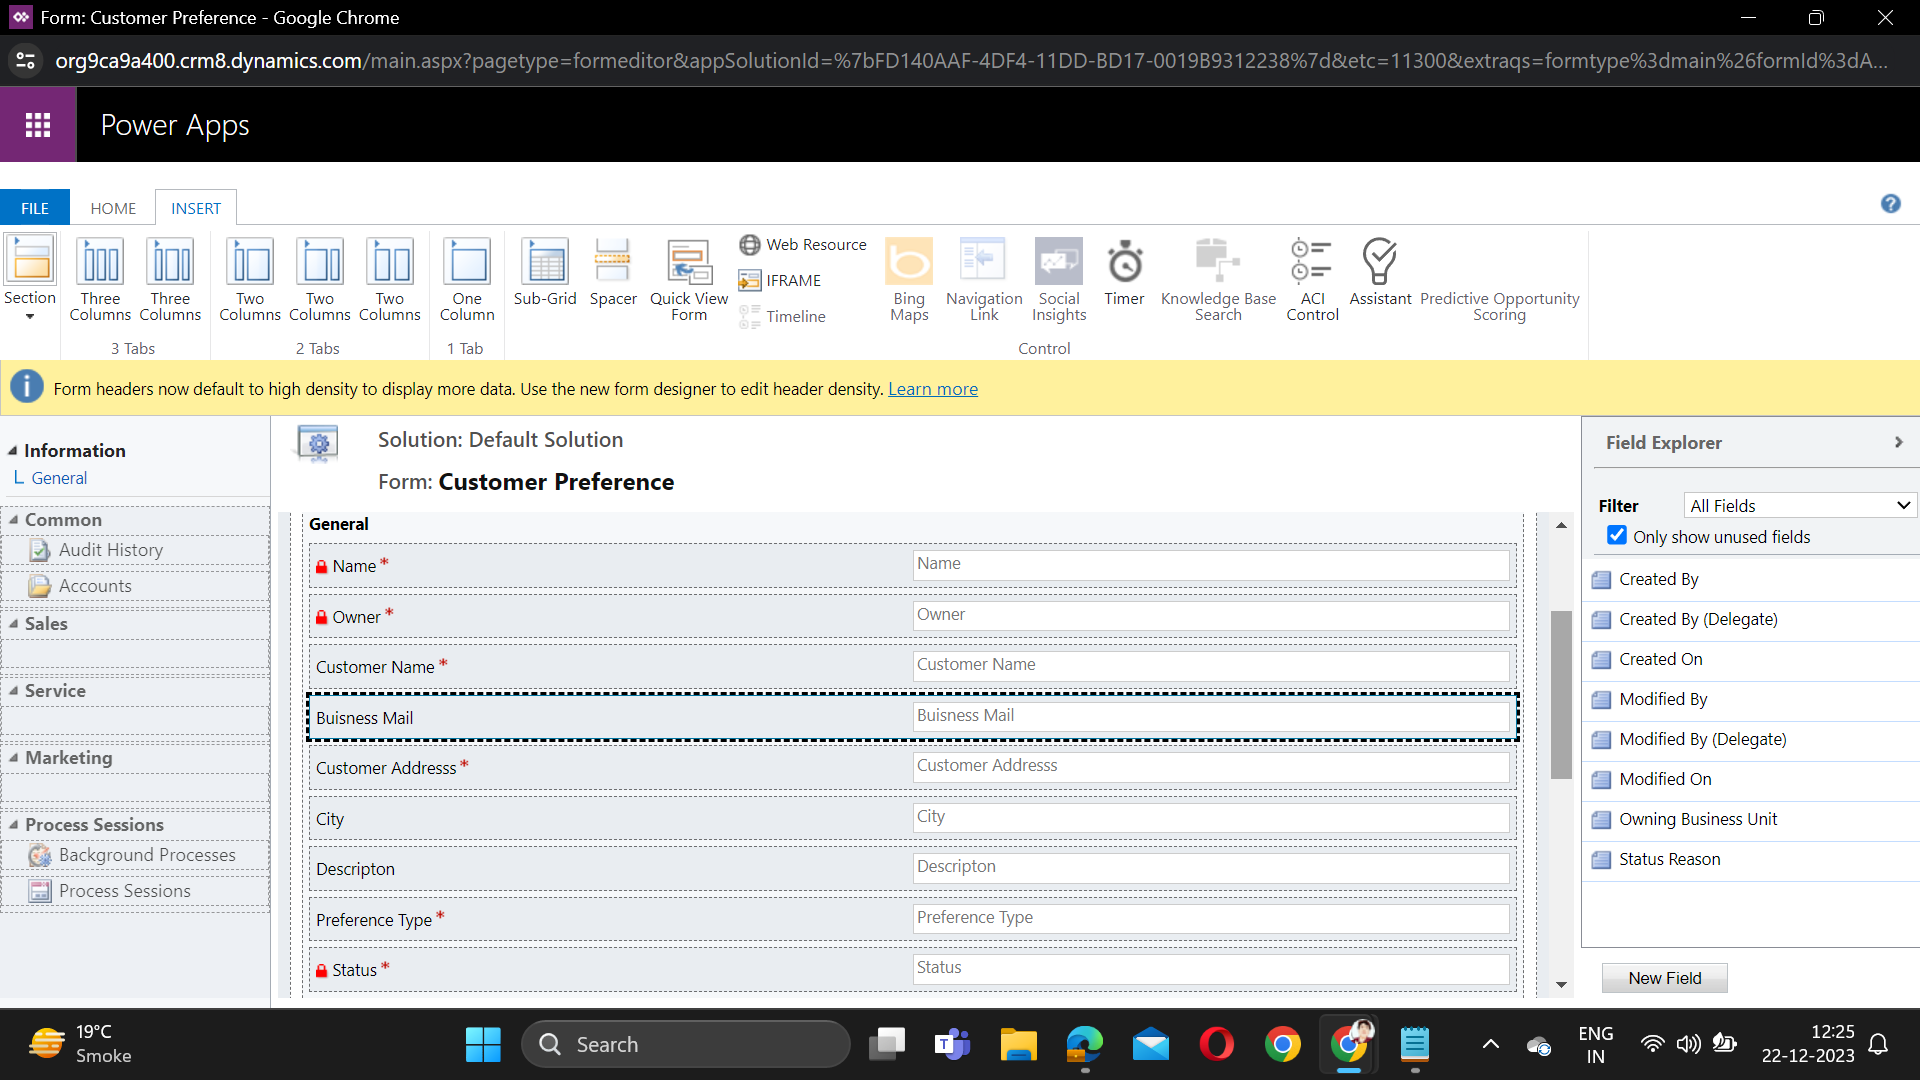 Form: Customer Preference - Google Chrome
org9ca9a400.crm8.dynamics.com/main.aspx?pagetype=formeditor&appSolutionId=%7bFD140AAF-4DF4-11DD-BD17-0019B9312238%7d&etc=11300&extraqs=formtype%3dmain%26formId%3dA...
Power Apps
FILE HOME INSERT
Section
Three Columns
Three Columns
3 Tabs
Two Columns
Two Columns
Two Columns
2 Tabs
One Column
1 Tab
Sub-Grid
Spacer
Quick View Form
Web Resource
IFRAME
Timeline
Bing Maps
Navigation Link
Social Insights
Timer
Knowledge Base Search
ACI Control
Assistant
Predictive Opportunity Scoring
Control
Form headers now default to high density to display more data. Use the new form designer to edit header density. Learn more
Information
General
Common
Audit History
Accounts
Sales
Service
Marketing
Process Sessions
Background Processes
Process Sessions
Solution: Default Solution
Form: Customer Preference
General
Name * Name
Owner * Owner
Customer Name * Customer Name
Buisness Mail Buisness Mail
Customer Addresss * Customer Addresss
City City
Descripton Descripton
Preference Type * Preference Type
Status * Status
Field Explorer
Filter All Fields
Only show unused fields
Created By
Created By (Delegate)
Created On
Modified By
Modified By (Delegate)
Modified On
Owning Business Unit
Status Reason
New Field
19°C
Smoke
Search
ENG
IN
12:25
22-12-2023